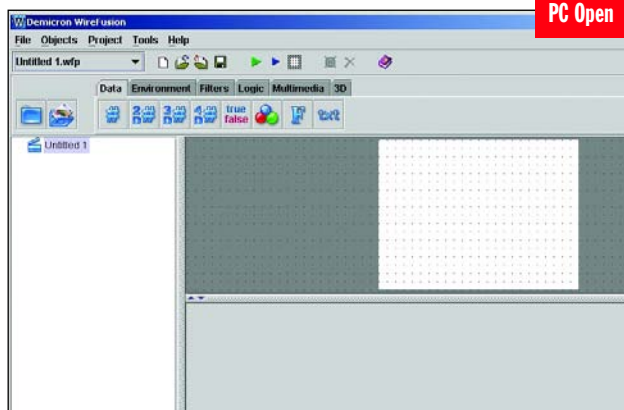 PC Open
Demicron WireFusion
File Objects Project Tools Help
Untitled 1.wfp
Data Environment Filters Logic Multimedia 3D
true
false
Untitled 1